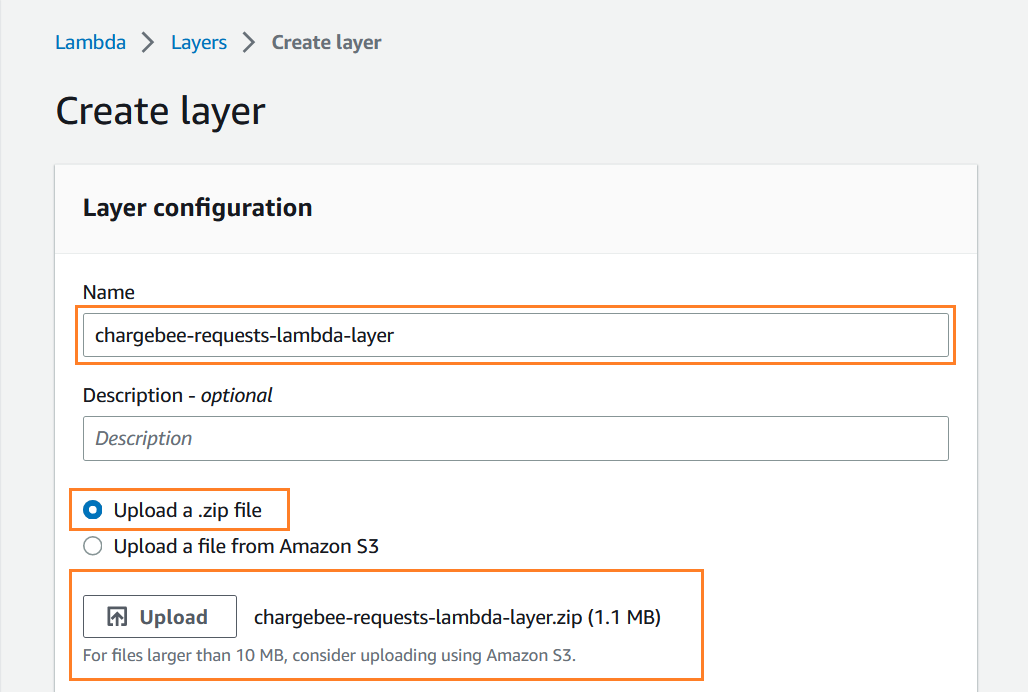 Lambda > Layers > Create layer
Create layer
Layer configuration
Name
chargebee-requests-lambda-layer
Description - optional
Description
Upload a .zip file
Upload a file from Amazon S3
Upload chargebee-requests-lambda-layer.zip (1.1 MB)
For files larger than 10 MB, consider uploading using Amazon S3.